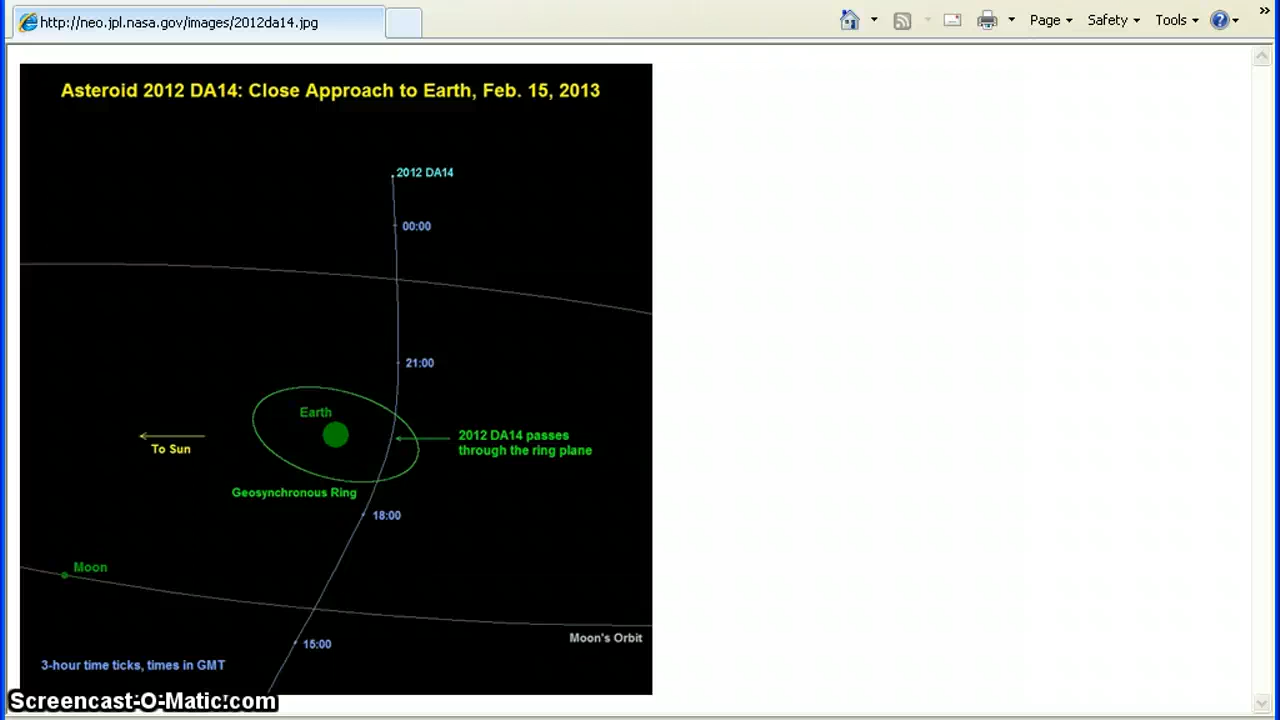 http://neo.jpl.nasa.gov/images/2012da14.jpg
Page Safety Tools
Asteroid 2012 DA14: Close Approach to Earth, Feb. 15, 2013
2012 DA14
00:00
21:00
Earth
2012 DA14 passes
through the ring plane
To Sun
Geosynchronous Ring
18:00
Moon
Moon's Orbit
15:00
3-hour time ticks, times in GMT
Screencast-O-Matic.com